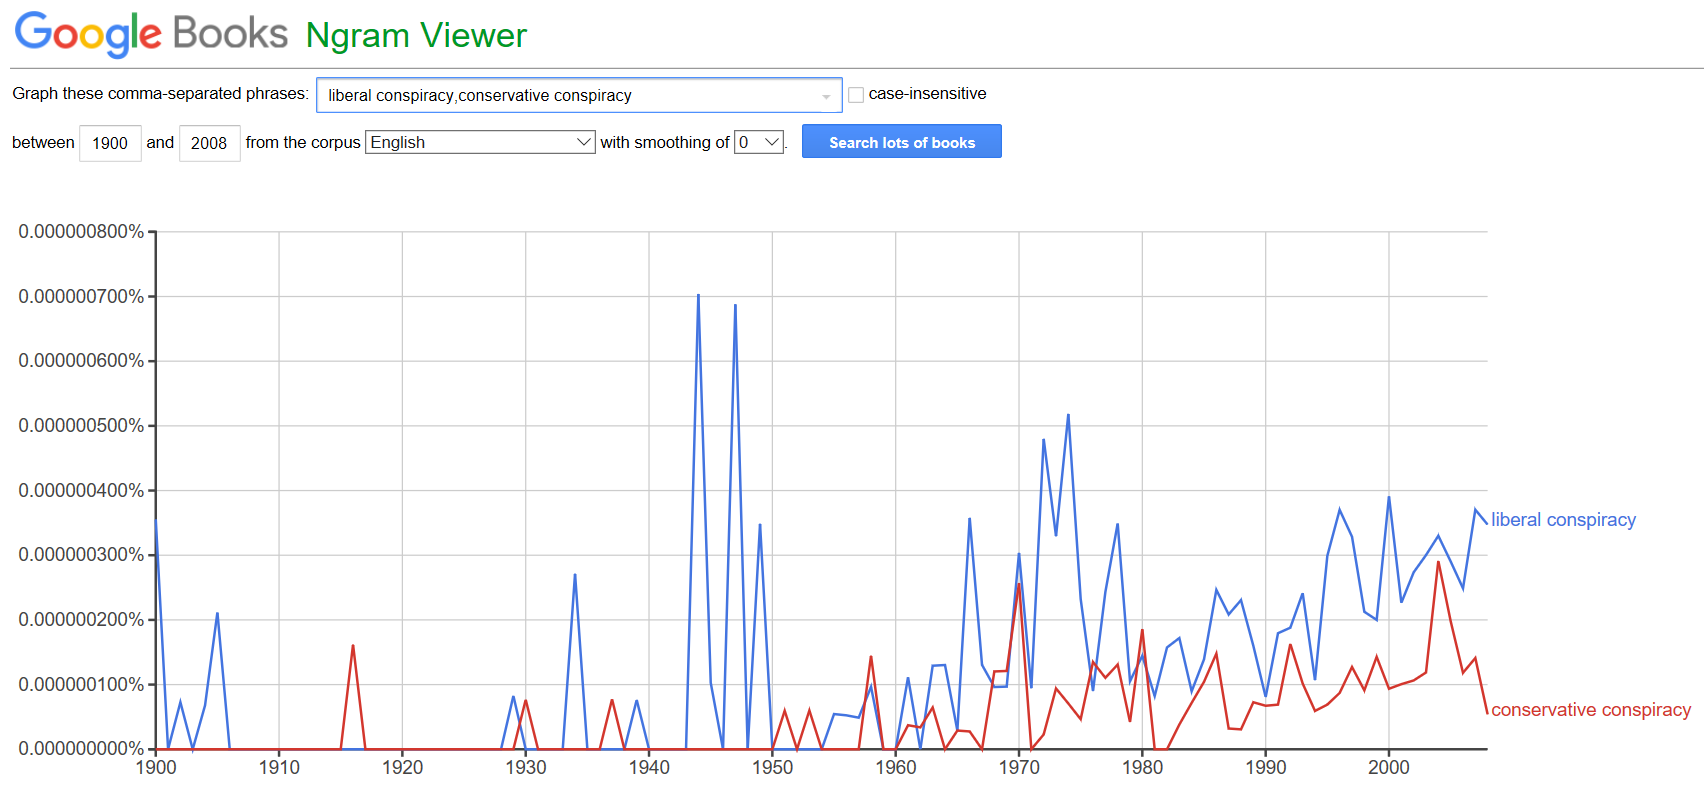 Google Books Ngram Viewer
Graph these comma-separated phrases: liberal conspiracy,conservative conspiracy case-insensitive
between 1900 and 2008 from the corpus English with smoothing of 0 . Search lots of books
0.000000800%
0.000000700%
0.000000600%
0.000000500%
0.000000400%
0.000000300%
0.000000200%
0.000000100%
0.000000000%
liberal conspiracy
conservative conspiracy
1900 1910 1920 1930 1940 1950 1960 1970 1980 1990 2000